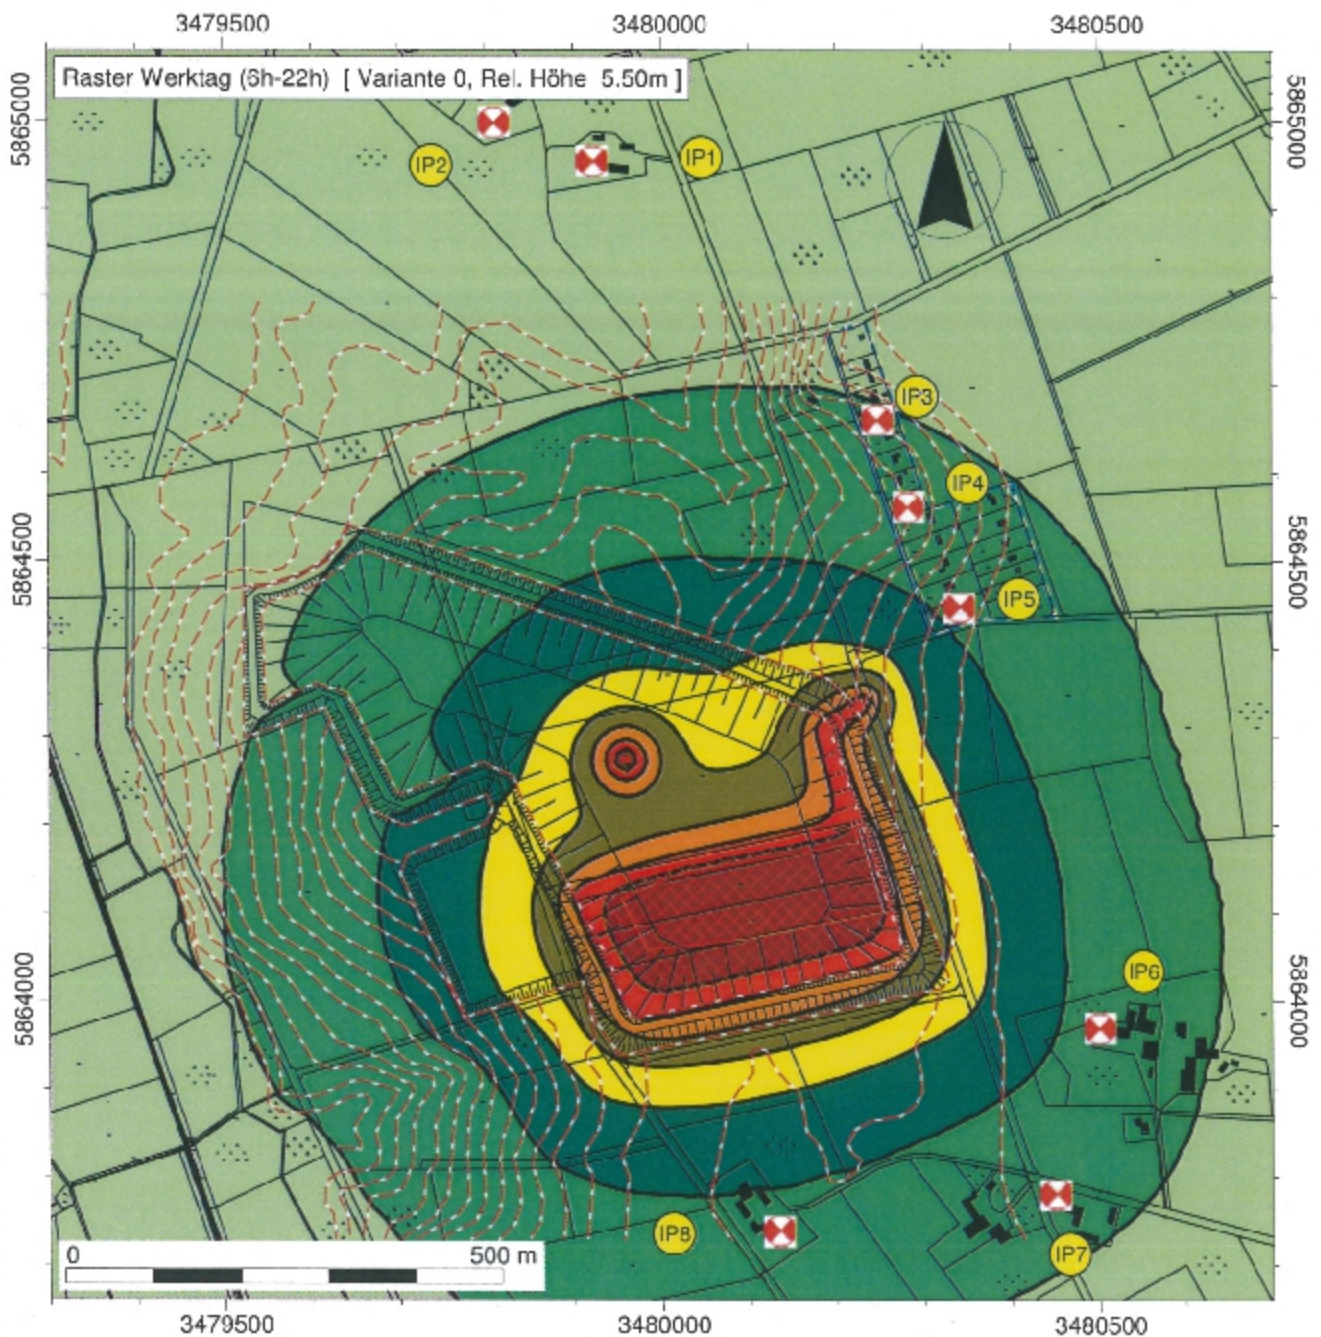 3479500 3480000 3480500
Raster Werktag (6h-22h) [ Variante 0, Rel. Höhe 5.50m ]
5865000 5865000
IP2 IP1
IP3
IP4
5864500 5864500
IP5
IP6
5864000 5864000
IP8
IP7
0 500 m
3479500 3480000 3480500